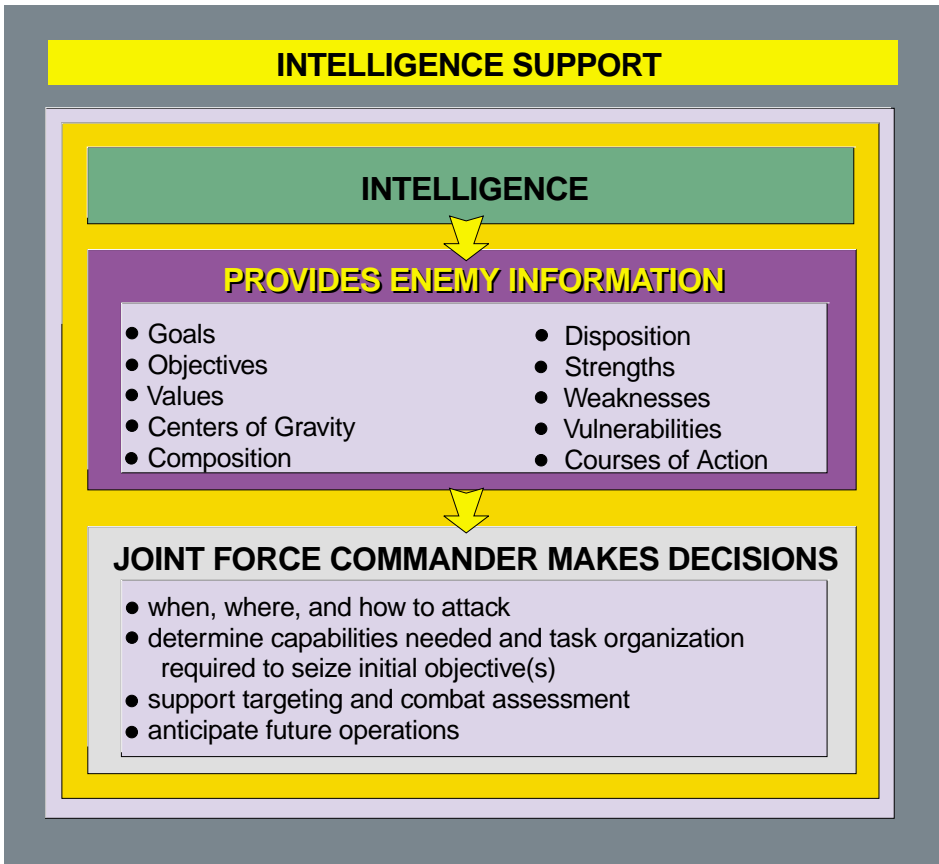 INTELLIGENCE SUPPORT
INTELLIGENCE
PROVIDES ENEMY INFORMATION
● Goals
● Objectives
● Values
● Centers of Gravity
● Composition
● Disposition
● Strengths
● Weaknesses
● Vulnerabilities
● Courses of Action
JOINT FORCE COMMANDER MAKES DECISIONS
● when, where, and how to attack
● determine capabilities needed and task organization
required to seize initial objective(s)
● support targeting and combat assessment
● anticipate future operations